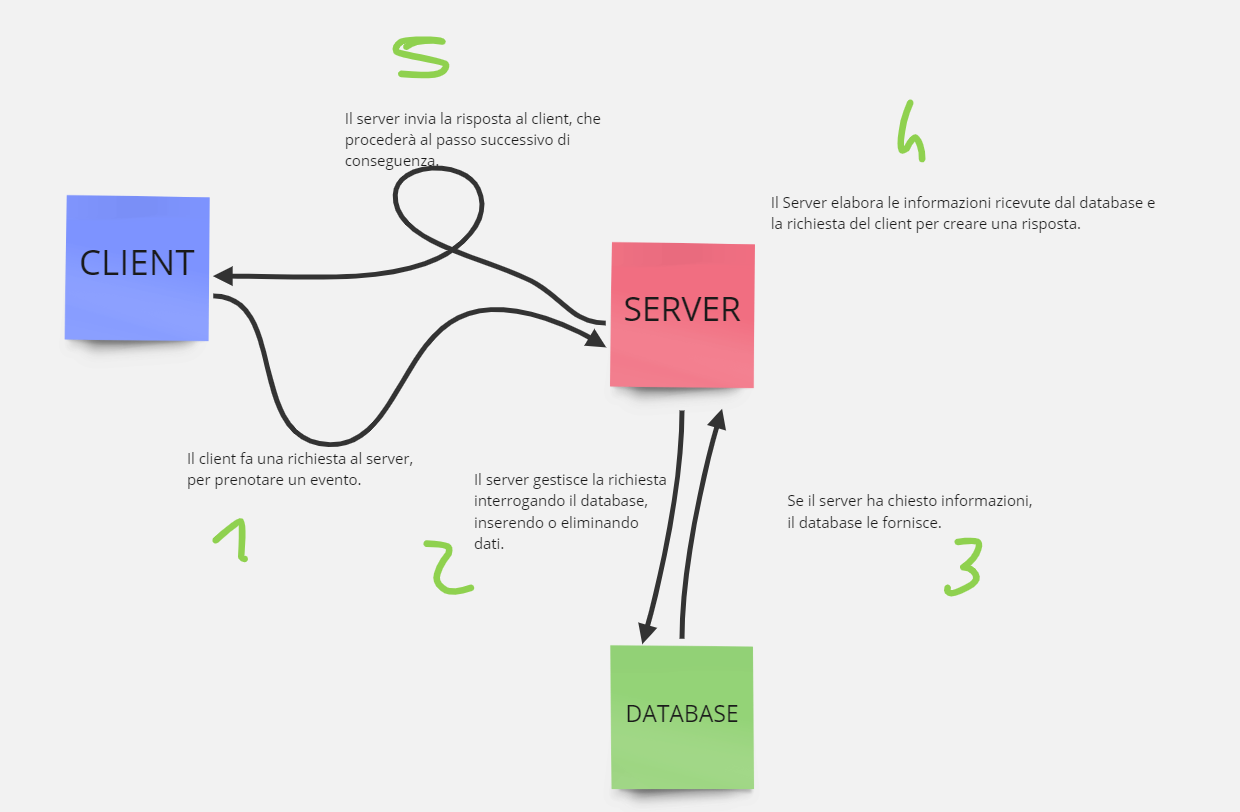 5
Il server invia la risposta al client, che
procederà al passo successivo di
conseguenza.
4
Il Server elabora le informazioni ricevute dal database e
la richiesta del client per creare una risposta.
CLIENT
SERVER
Il client fa una richiesta al server,
per prenotare un evento.
1
Il server gestisce la richiesta
interrogando il database,
inserendo o eliminando
dati.
2
Se il server ha chiesto informazioni,
il database le fornisce.
3
DATABASE